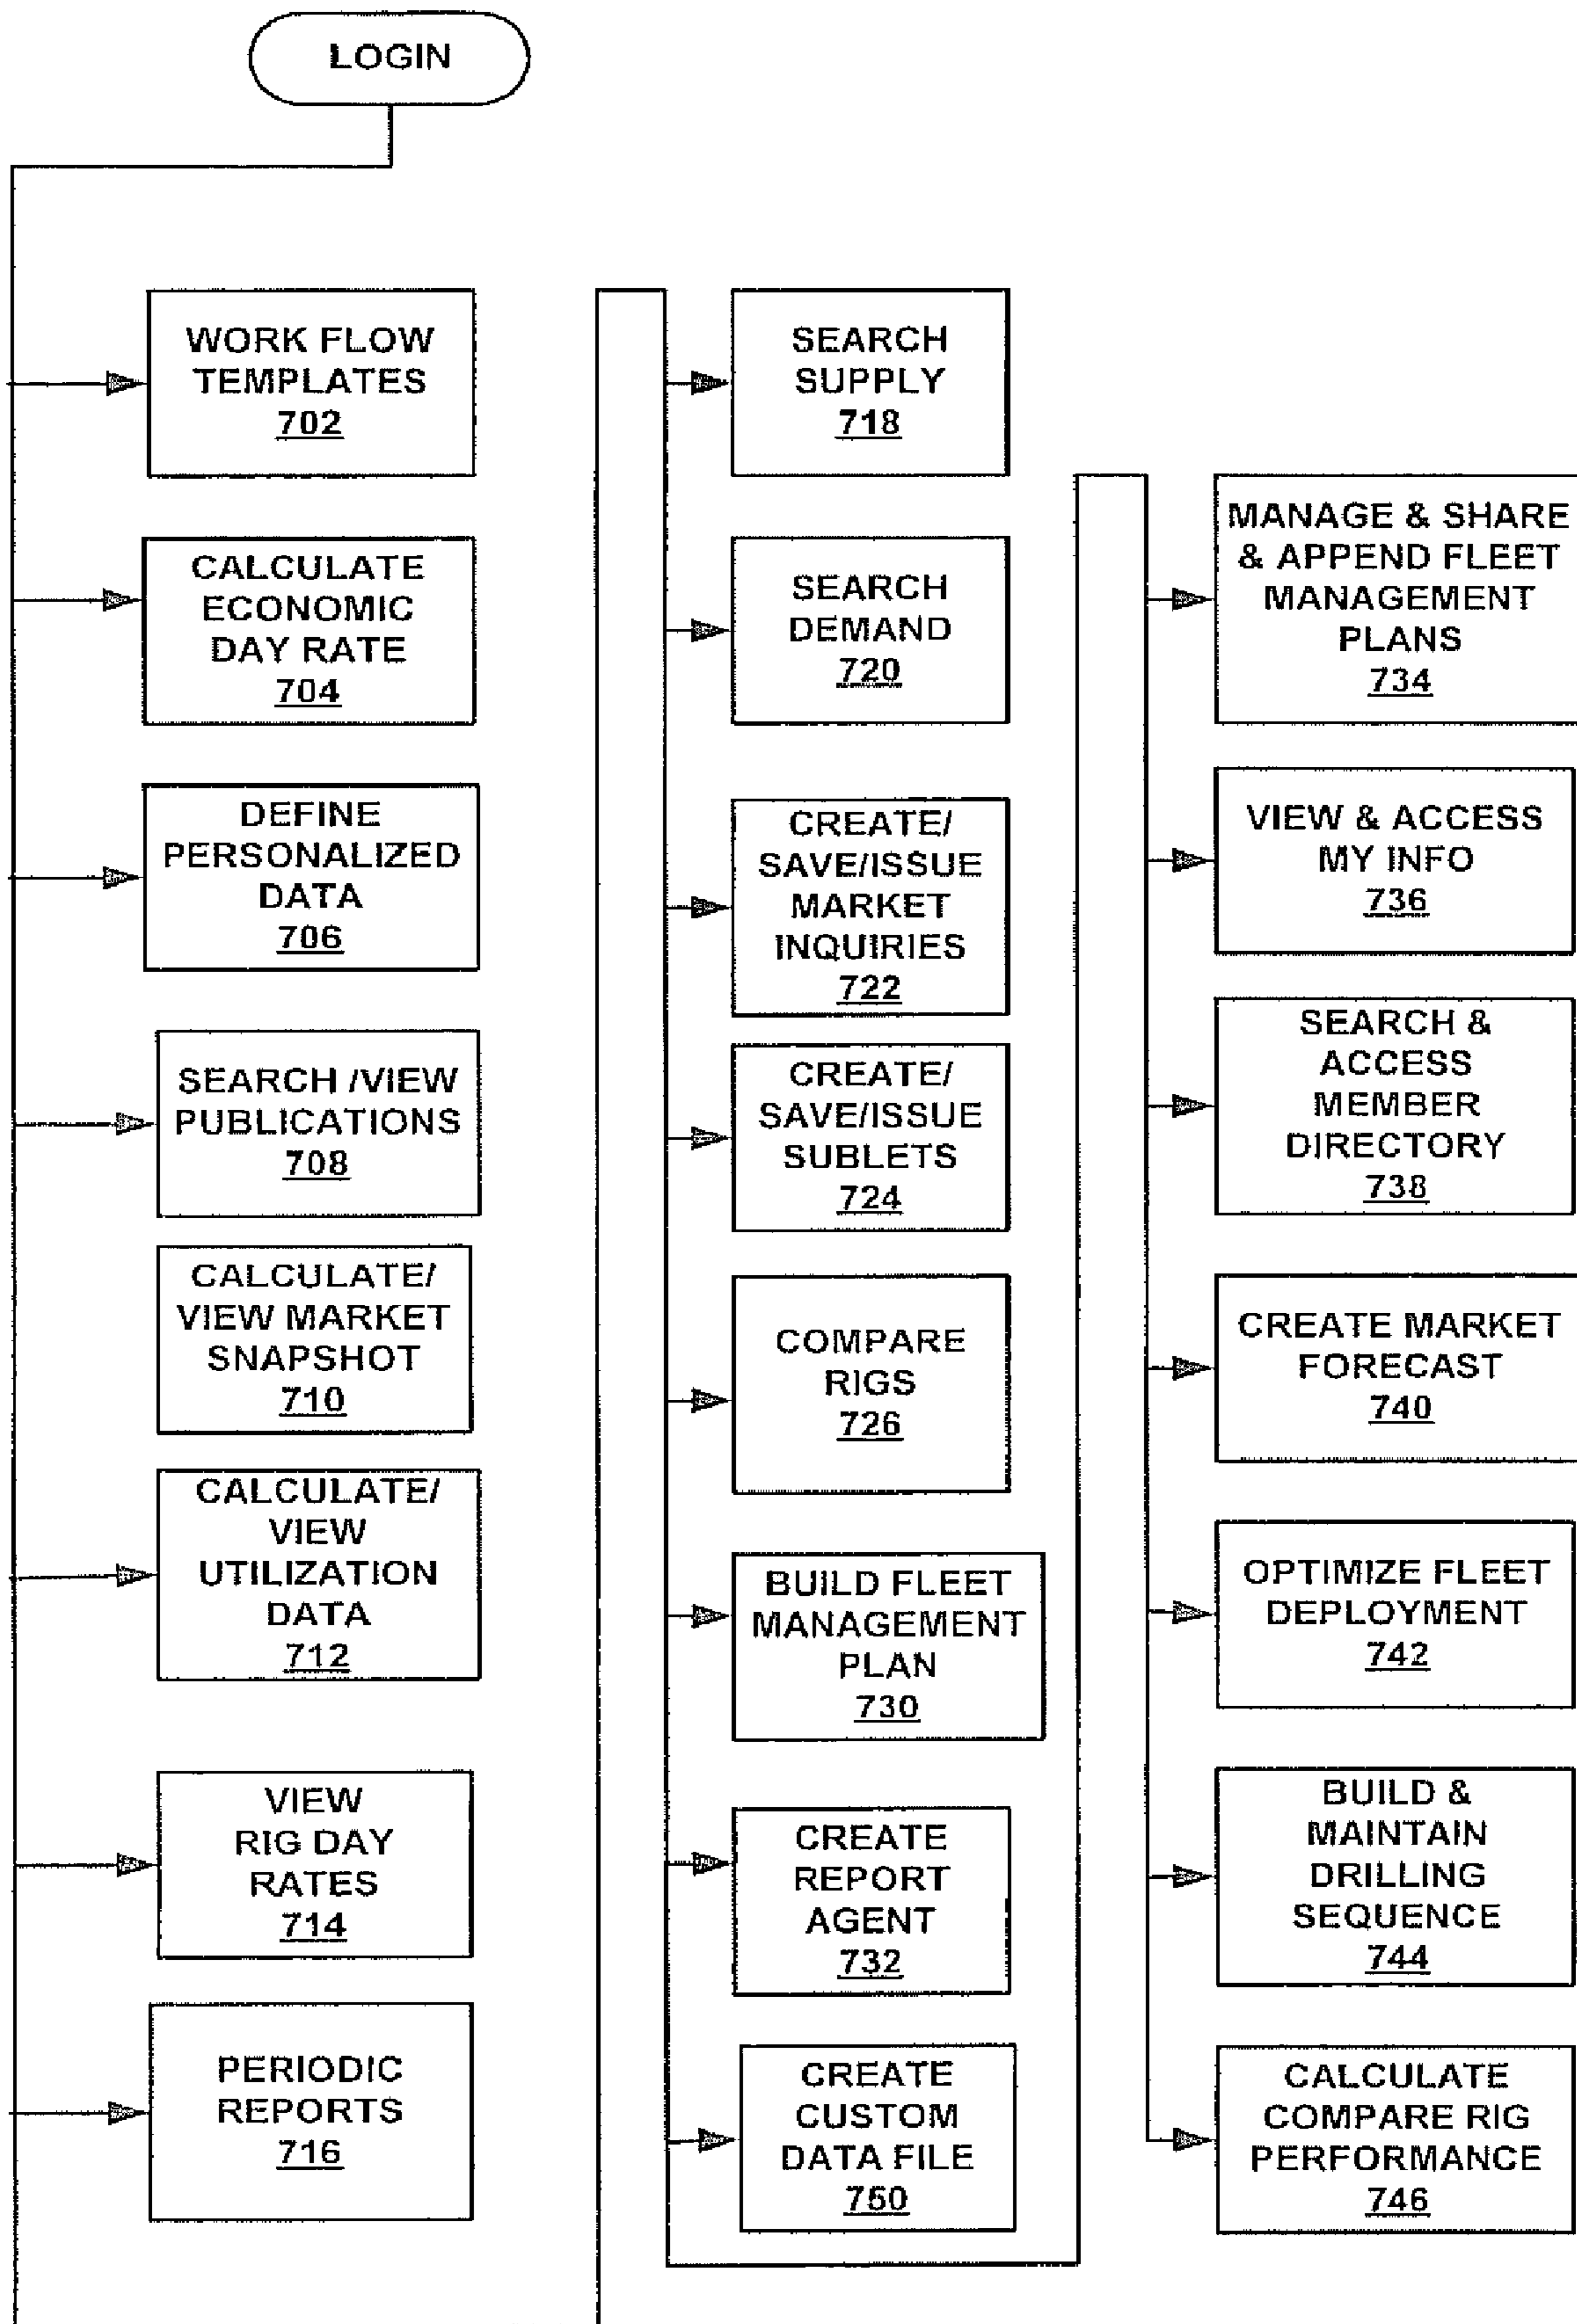 LOGIN
WORK FLOW
TEMPLATES
702
CALCULATE
ECONOMIC
DAY RATE
704
DEFINE
PERSONALIZED
DATA
706
SEARCH /VIEW
PUBLICATIONS
708
CALCULATE/
VIEW MARKET
SNAPSHOT
710
CALCULATE/
VIEW
UTILIZATION
DATA
712
VIEW
RIG DAY
RATES
714
PERIODIC
REPORTS
716
SEARCH
SUPPLY
718
SEARCH
DEMAND
720
CREATE/
SAVE/ISSUE
MARKET
INQUIRIES
722
CREATE/
SAVE/ISSUE
SUBLETS
724
COMPARE
RIGS
726
BUILD FLEET
MANAGEMENT
PLAN
730
CREATE
REPORT
AGENT
732
CREATE
CUSTOM
DATA FILE
750
MANAGE & SHARE
& APPEND FLEET
MANAGEMENT
PLANS
734
VIEW & ACCESS
MY INFO
736
SEARCH &
ACCESS
MEMBER
DIRECTORY
738
CREATE MARKET
FORECAST
740
OPTIMIZE FLEET
DEPLOYMENT
742
BUILD &
MAINTAIN
DRILLING
SEQUENCE
744
CALCULATE
COMPARE RIG
PERFORMANCE
746